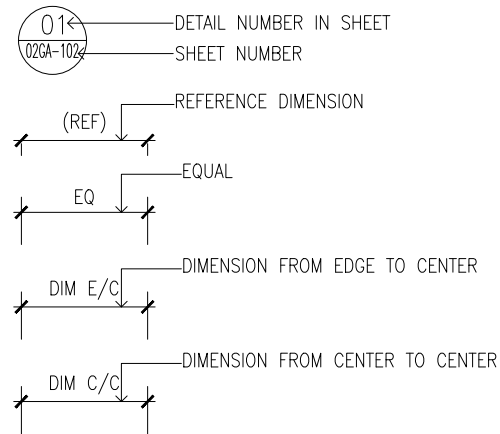 01 DETAIL NUMBER IN SHEET
02GA-102 SHEET NUMBER
REFERENCE DIMENSION
(REF)
EQUAL
EQ
DIMENSION FROM EDGE TO CENTER
DIM E/C
DIMENSION FROM CENTER TO CENTER
DIM C/C